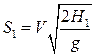 S₁ = V√(2H₁/g)